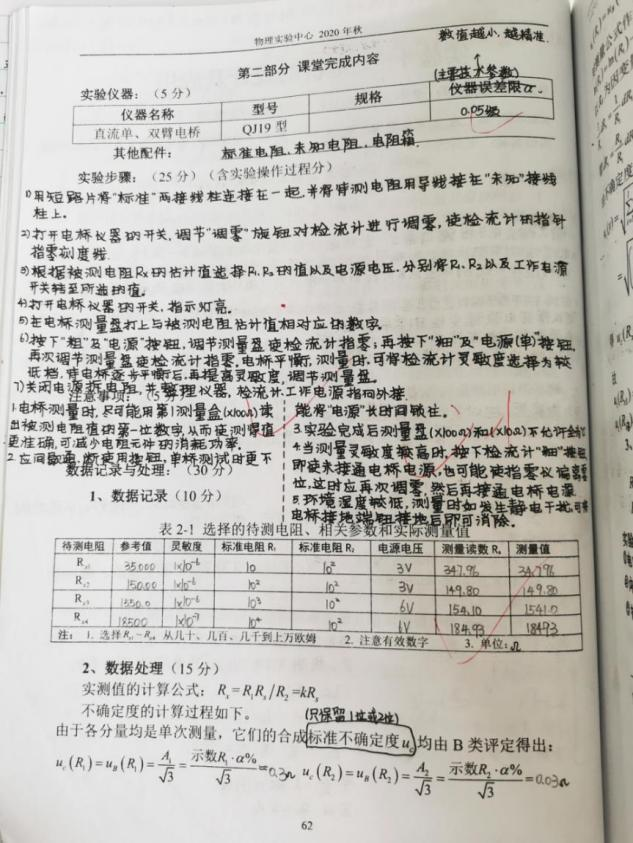 物理实验中心 2020年秋
数值越小,越精准.
第二部分 课堂完成内容
(主要技术参数)
实验仪器:(5分)
仪器名称 型号 规格 仪器误差限α.
直流单、双臂电桥 QJ19型 0.05级
其他配件: 标准电阻.未知电阻.电阻箱.
实验步骤:(25分)(含实验操作过程分)
1)用短路片将"标准"两接线柱连接在一起,并将待测电阻用导线接在"未知"接线
柱上。
2)打开电桥仪器的开关,调节"调零"旋钮对检流计进行调零,使检流计的指针
指零刻度线.
3)根据被测电阻Rx的估计值选择R₁.R₂的值以及电源电压.分别将R₁.R₂以及工作电源
开关转至所选的值.
4)打开电桥仪器的开关,指示灯亮。
5)在电桥测量盘打上与被测电阻估计值相对应的数字.
6)按下"粗"及"电源"按钮,调节测量盘使检流计指零;再按下"细"及"电源(单)"按钮,
再次调节测量盘使检流计指零,电桥平衡,测量时,可将检流计灵敏度选择为较
低档,待电桥逐步平衡后,再提高灵敏度,调节测量盘.
7)关闭电源拆电阻,并整理仪器,检流计、工作电源指向外接.
注意事项:(5分)
1.电桥测量时,尽可能用第1测量盘(x100Ω)读
出被测电阻值的第一位数字,从而使测得值
更准确,可减少电阻元件的消耗功率.
2.应间歇通、断使用按钮,单桥测试时更不
能将"电源"长时间锁住。
3.实验完成后测量盘(x100Ω)和(x10Ω)不允许全
4.当测量灵敏度较高时,按下检流计"细"按钮
即使未接通电桥电源,也可能使指零仪偏离零
位,这时应再次调零,然后再接通电桥电源.
5.环境湿度较低,测量时如发生静电干扰,可将
电桥接地端钮接地后即可消除.
数据记录与处理:(30分)
1、数据记录(10分)
表 2-1 选择的待测电阻、相关参数和实际测量值
待测电阻 参考值 灵敏度 标准电阻R₁ 标准电阻R₂ 电源电压 测量读数Rₛ 测量值
Rₓ₁ 35.000 1x10⁻⁶ 10 10² 3V 347.96 34.796
Rₓ₂ 150.00 1x10⁻⁶ 10² 10² 3V 149.80 149.80
Rₓ₃ 1550.0 1x10⁻⁶ 10³ 10² 6V 154.10 1541.0
Rₓ₄ 18500 1x10⁻⁷ 10⁴ 10² 6V 184.93 18493
注: 1. 选择Rₓ₁~Rₓ₄从几十、几百、几千到上万欧姆 2. 注意有效数字 3. 单位:Ω
2、数据处理(15分)
实测值的计算公式:Rₓ=R₁Rₛ/R₂=kRₛ
不确定度的计算过程如下。
(只保留1位或2位)
由于各分量均是单次测量,它们的合成标准不确定度u_c均由B类评定得出:
u_c(R₁)=u_B(R₁)=A₁/√3=示数R₁·α%/√3=0.3Ω u_c(R₂)=u_B(R₂)=A₂/√3=示数R₂·α%/√3=0.03Ω
62